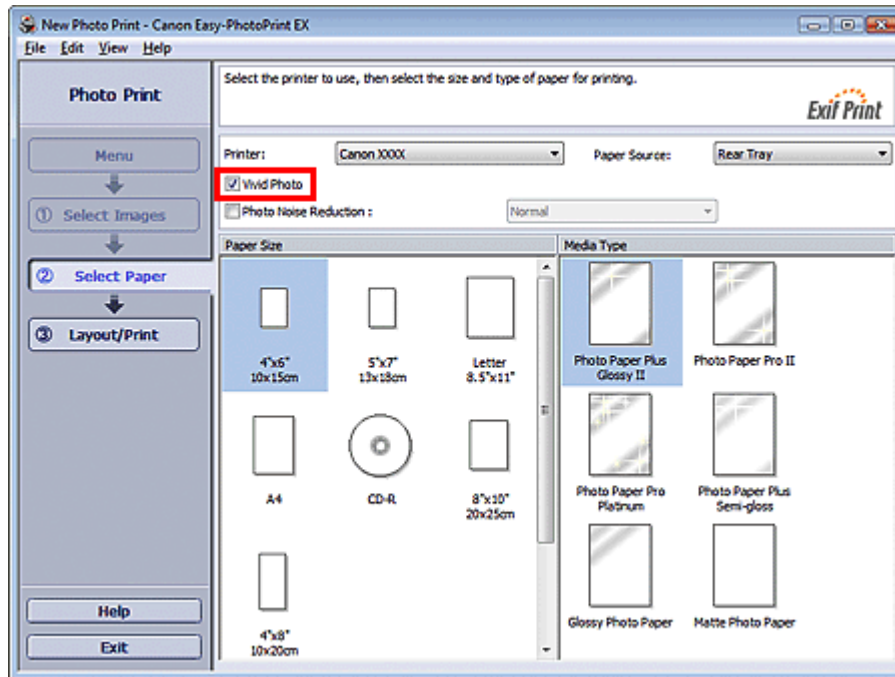 New Photo Print - Canon Easy-PhotoPrint EX
File Edit View Help
Photo Print
Menu
① Select Images
② Select Paper
③ Layout/Print
Help
Exit
Select the printer to use, then select the size and type of paper for printing.
Exif Print
Printer: Canon XXXX Paper Source: Rear Tray
Vivid Photo
Photo Noise Reduction : Normal
Paper Size
4"x6"
10x15cm
5"x7"
13x18cm
Letter
8.5"x11"
A4
CD-R
8"x10"
20x25cm
4"x8"
10x20cm
Media Type
Photo Paper Plus
Glossy II
Photo Paper Pro II
Photo Paper Pro
Platinum
Photo Paper Plus
Semi-gloss
Glossy Photo Paper
Matte Photo Paper